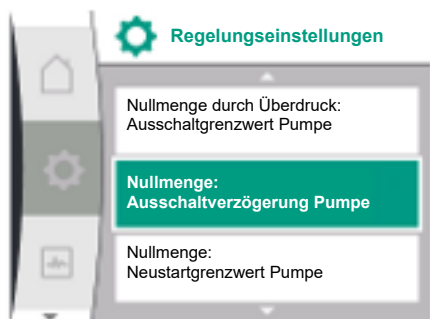 Regelungseinstellungen
Nullmenge durch Überdruck:
Ausschaltgrenzwert Pumpe
Nullmenge:
Ausschaltverzögerung Pumpe
Nullmenge:
Neustartgrenzwert Pumpe